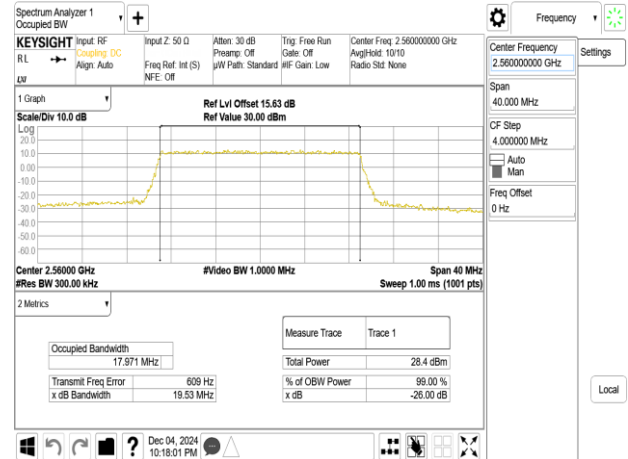 Spectrum Analyzer 1
Occupied BW
Frequency
KEYSIGHT
RL
LXI
Input: RF
Coupling: DC
Align: Auto
Input Z: 50 Ω
Freq Ref: Int (S)
NFE: Off
Atten: 30 dB
Preamp: Off
µW Path: Standard
Trig: Free Run
Gate: Off
#IF Gain: Low
Center Freq: 2.560000000 GHz
Avg|Hold: 10/10
Radio Std: None
Center Frequency
2.560000000 GHz
Settings
Span
40.000 MHz
CF Step
4.000000 MHz
Auto
Man
Freq Offset
0 Hz
Local
1 Graph
Scale/Div 10.0 dB
Ref Lvl Offset 15.63 dB
Ref Value 30.00 dBm
Log
20.0
10.0
0.00
-10.0
-20.0
-30.0
-40.0
-50.0
-60.0
Center 2.56000 GHz
#Video BW 1.0000 MHz
Span 40 MHz
#Res BW 300.00 kHz
Sweep 1.00 ms (1001 pts)
2 Metrics
Measure Trace Trace 1
Occupied Bandwidth
17.971 MHz
Total Power 28.4 dBm
Transmit Freq Error 609 Hz
% of OBW Power 99.00 %
x dB Bandwidth 19.53 MHz
x dB -26.00 dB
Dec 04, 2024
10:18:01 PM